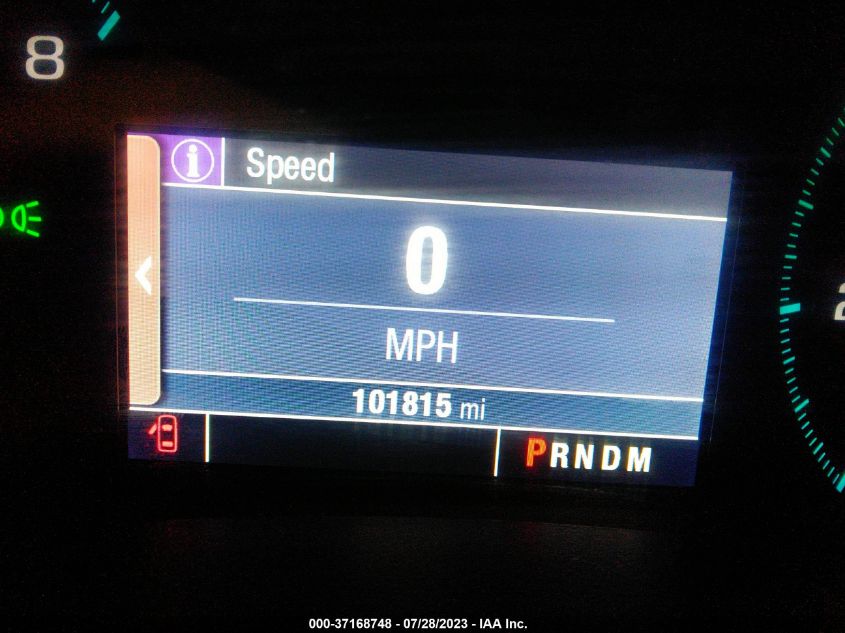 8
Speed
0
MPH
101815 mi
PRNDM
000-37168748 - 07/28/2023 - IAA Inc.